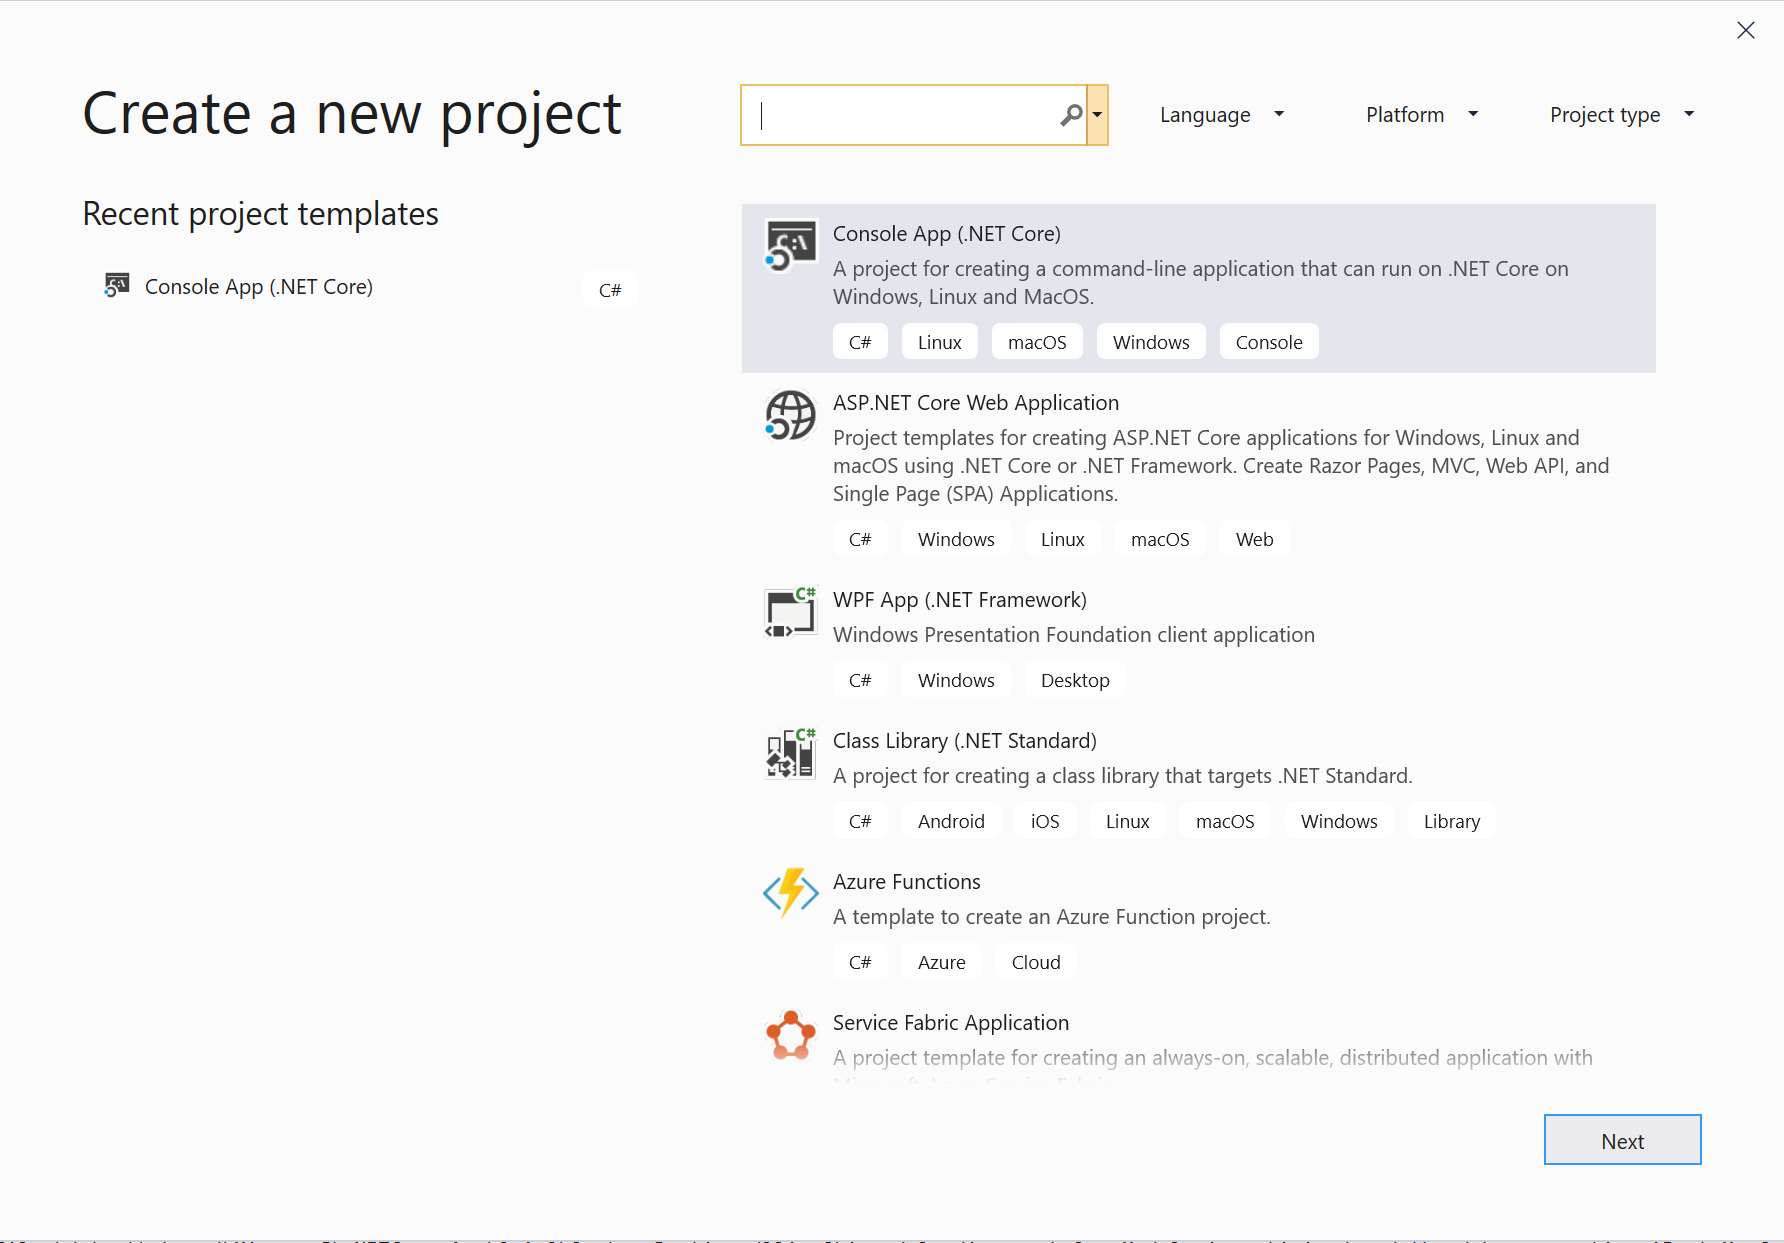 Create a new project
Language
Platform
Project type
Recent project templates
Console App (.NET Core)
C#
Console App (.NET Core)
A project for creating a command-line application that can run on .NET Core on
Windows, Linux and MacOS.
C# Linux macOS Windows Console
ASP.NET Core Web Application
Project templates for creating ASP.NET Core applications for Windows, Linux and
macOS using .NET Core or .NET Framework. Create Razor Pages, MVC, Web API, and
Single Page (SPA) Applications.
C# Windows Linux macOS Web
C#
WPF App (.NET Framework)
Windows Presentation Foundation client application
C# Windows Desktop
C#
Class Library (.NET Standard)
A project for creating a class library that targets .NET Standard.
C# Android iOS Linux macOS Windows Library
Azure Functions
A template to create an Azure Function project.
C# Azure Cloud
Service Fabric Application
A project template for creating an always-on, scalable, distributed application with
Next